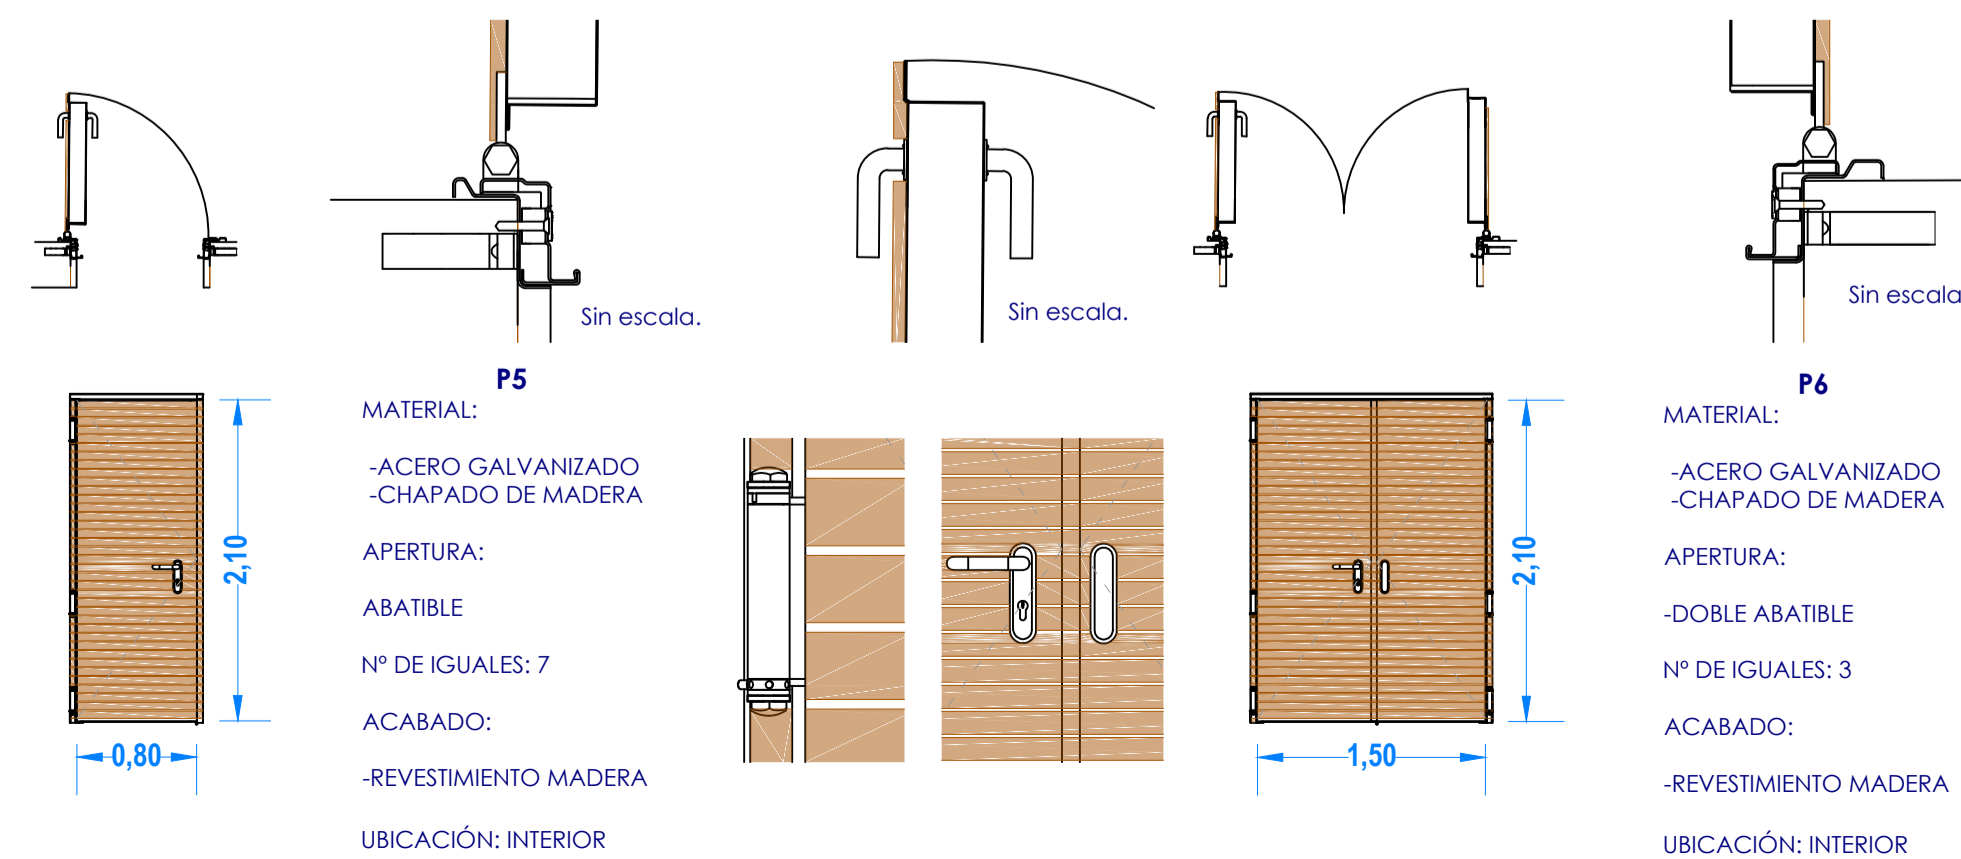 Sin escala.
Sin escala.
Sin escala
P5
MATERIAL:
-ACERO GALVANIZADO
-CHAPADO DE MADERA
APERTURA:
ABATIBLE
Nº DE IGUALES: 7
ACABADO:
-REVESTIMIENTO MADERA
UBICACIÓN: INTERIOR
2,10
0,80
P6
MATERIAL:
-ACERO GALVANIZADO
-CHAPADO DE MADERA
APERTURA:
-DOBLE ABATIBLE
Nº DE IGUALES: 3
ACABADO:
-REVESTIMIENTO MADERA
UBICACIÓN: INTERIOR
2,10
1,50